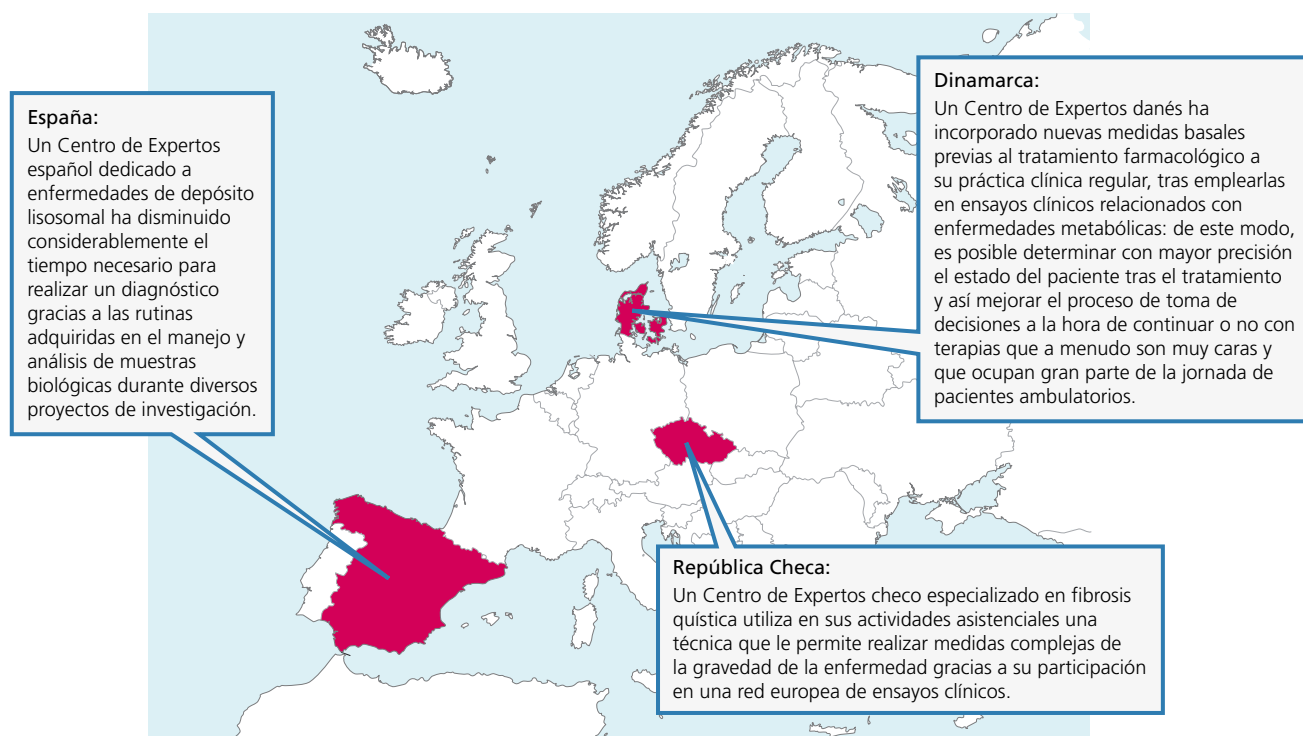 España:
Un Centro de Expertos
español dedicado a
enfermedades de depósito
lisosomal ha disminuido
considerablemente el
tiempo necesario para
realizar un diagnóstico
gracias a las rutinas
adquiridas en el manejo y
análisis de muestras
biológicas durante diversos
proyectos de investigación.
Dinamarca:
Un Centro de Expertos danés ha
incorporado nuevas medidas basales
previas al tratamiento farmacológico a
su práctica clínica regular, tras emplearlas
en ensayos clínicos relacionados con
enfermedades metabólicas: de este modo,
es posible determinar con mayor precisión
el estado del paciente tras el tratamiento
y así mejorar el proceso de toma de
decisiones a la hora de continuar o no con
terapias que a menudo son muy caras y
que ocupan gran parte de la jornada de
pacientes ambulatorios.
República Checa:
Un Centro de Expertos checo especializado en fibrosis
quística utiliza en sus actividades asistenciales una
técnica que le permite realizar medidas complejas de
la gravedad de la enfermedad gracias a su participación
en una red europea de ensayos clínicos.